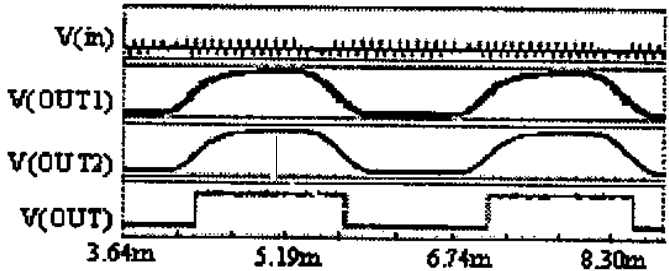 V(in)
V(OUT1)
V(OUT2)
V(OUT)
3.64m 5.19m 6.74m 8.30m